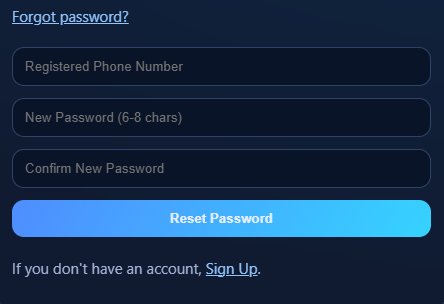 Forgot password?
Registered Phone Number
New Password (6-8 chars)
Confirm New Password
Reset Password
If you don't have an account, Sign Up.